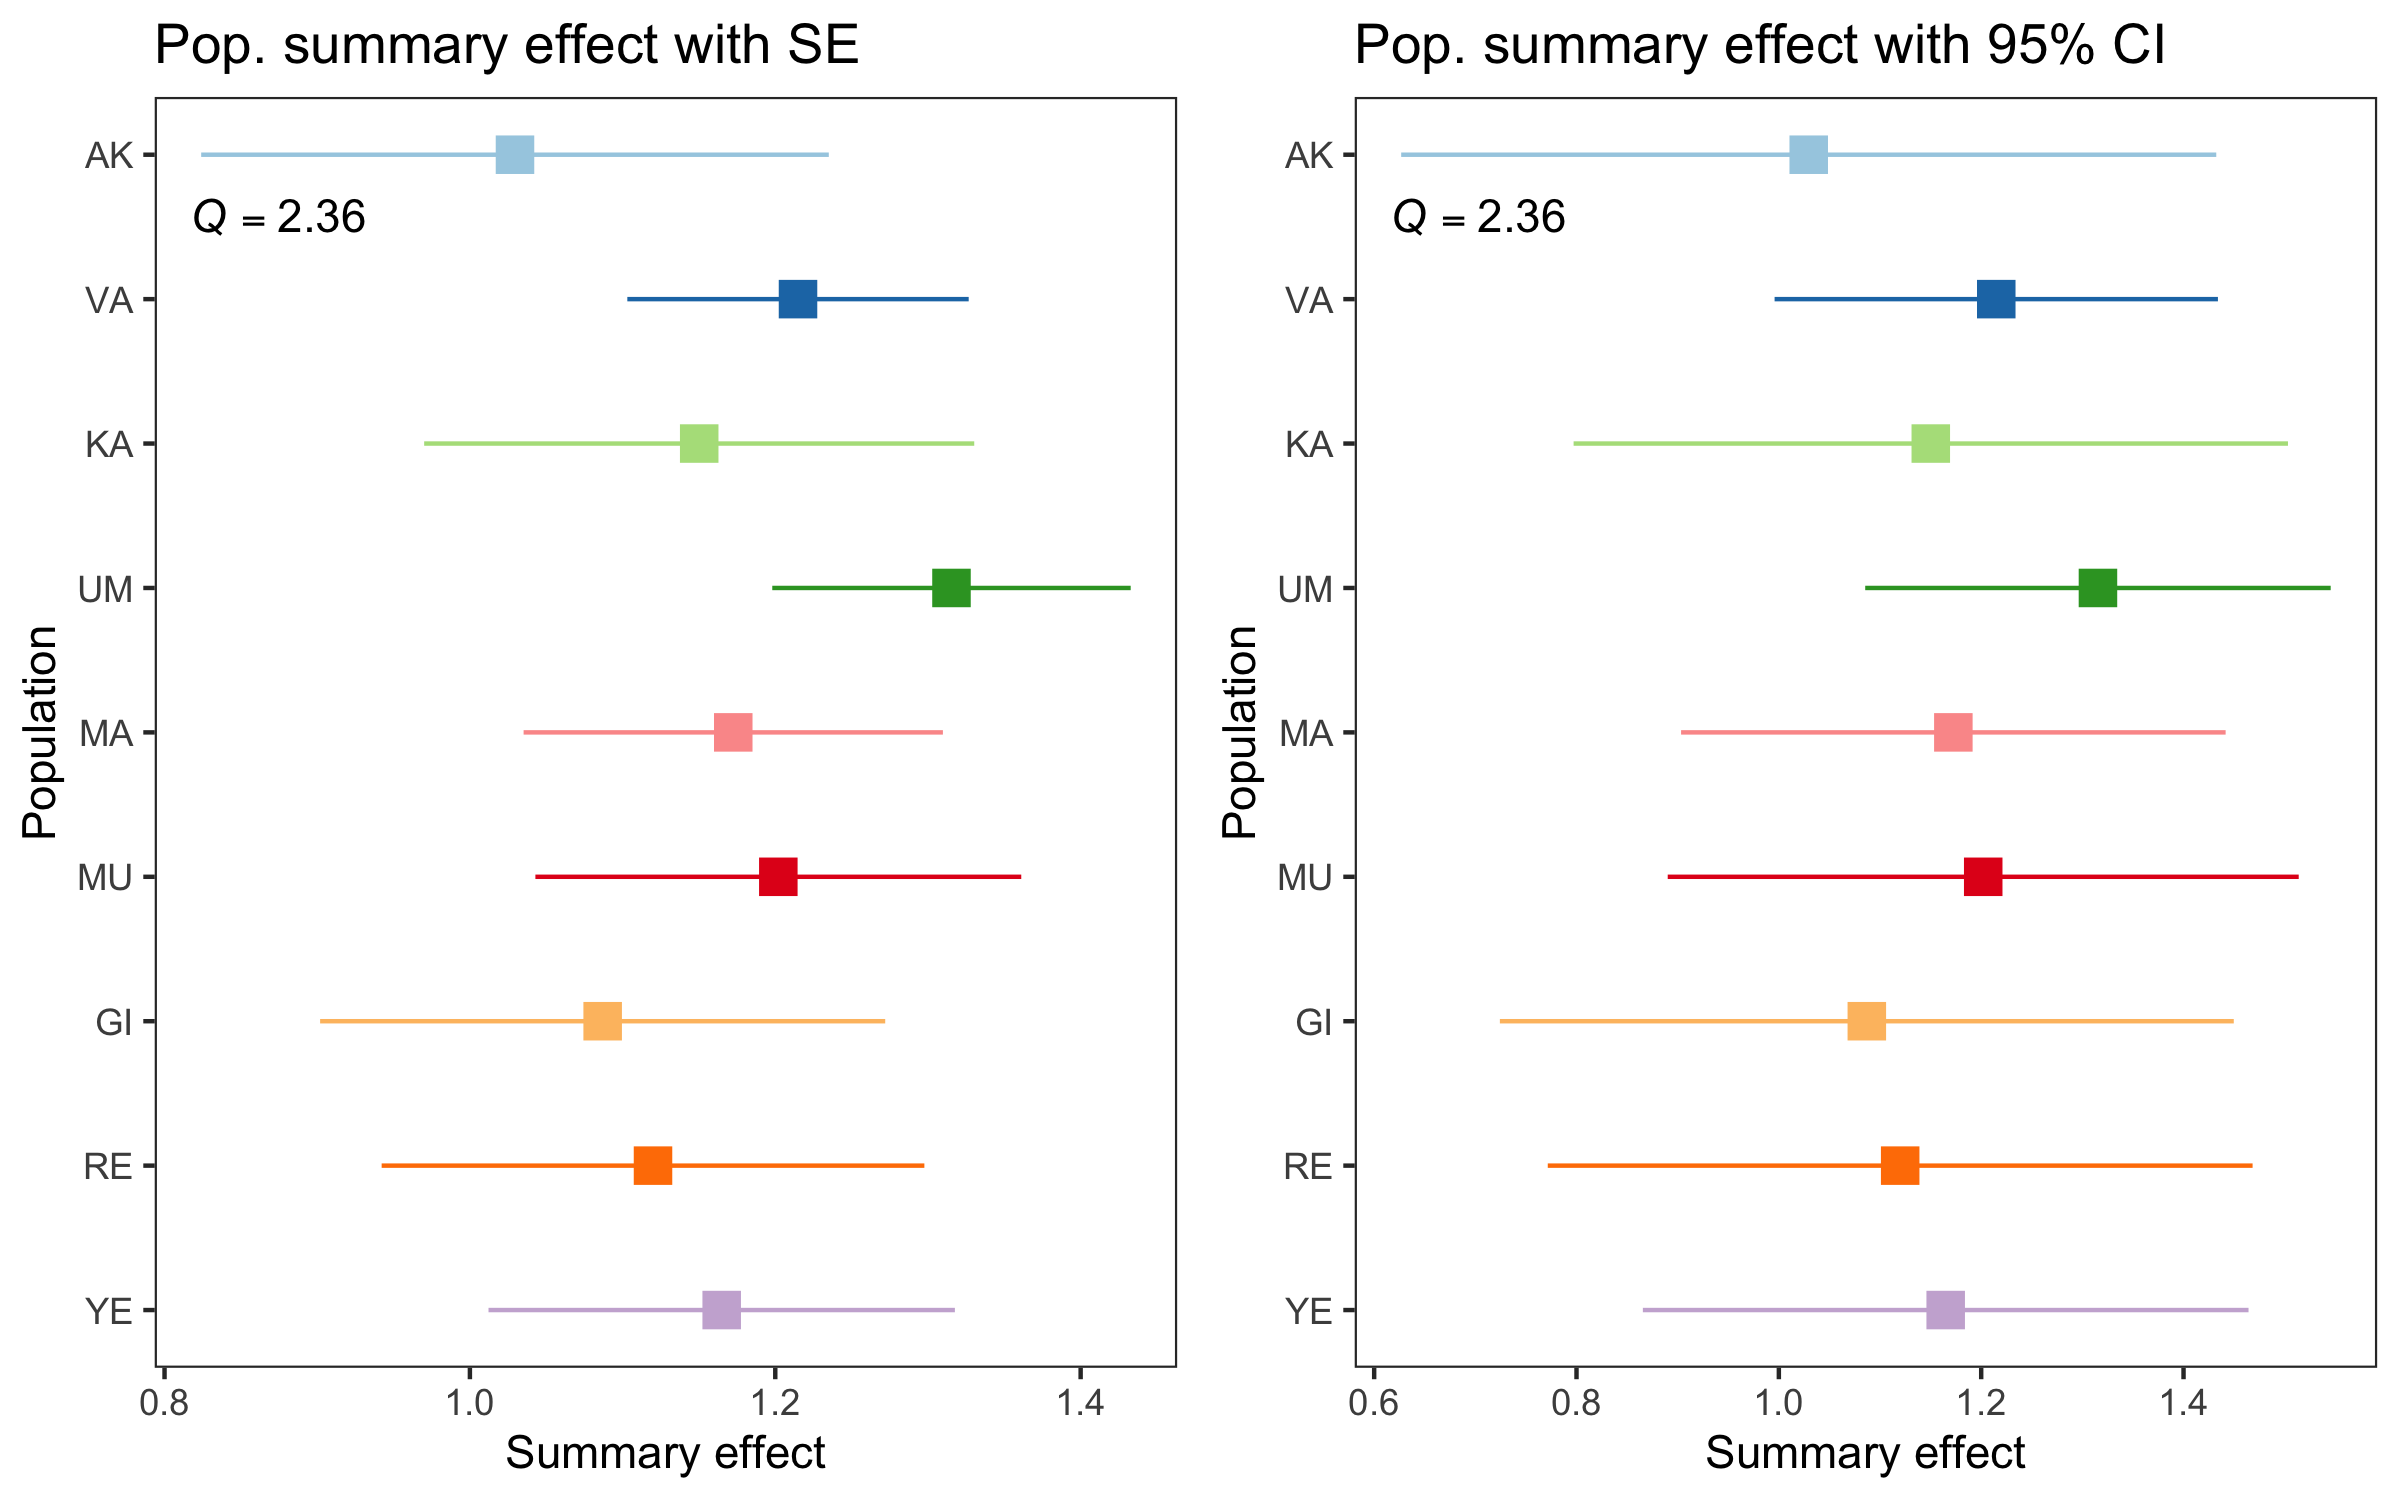 Pop. summary effect with SE
AK
Q = 2.36
VA
KA
UM
MA
MU
GI
RE
YE
Population
0.8 1.0 1.2 1.4
Summary effect
Pop. summary effect with 95% CI
AK
Q = 2.36
VA
KA
UM
MA
MU
GI
RE
YE
Population
0.6 0.8 1.0 1.2 1.4
Summary effect